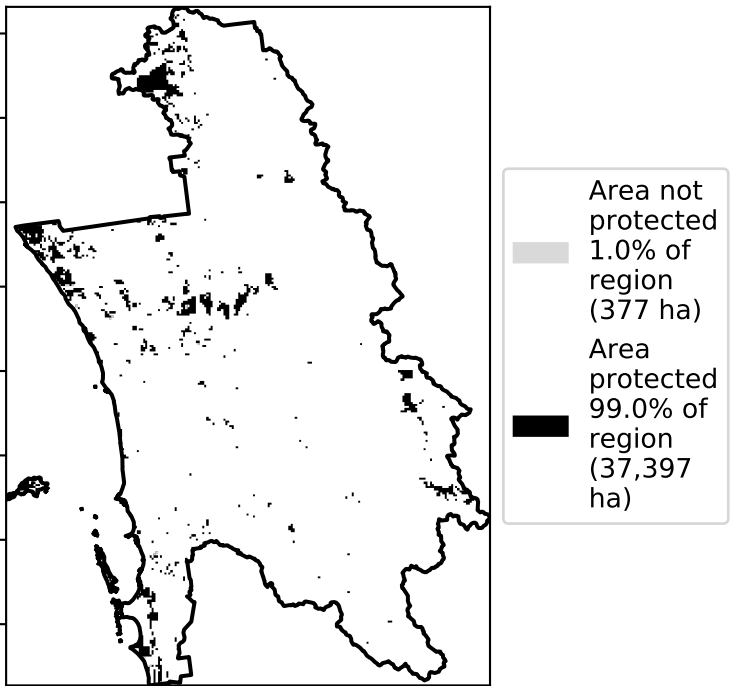 Area not
protected
1.0% of
region
(377 ha)
Area
protected
99.0% of
region
(37,397
ha)